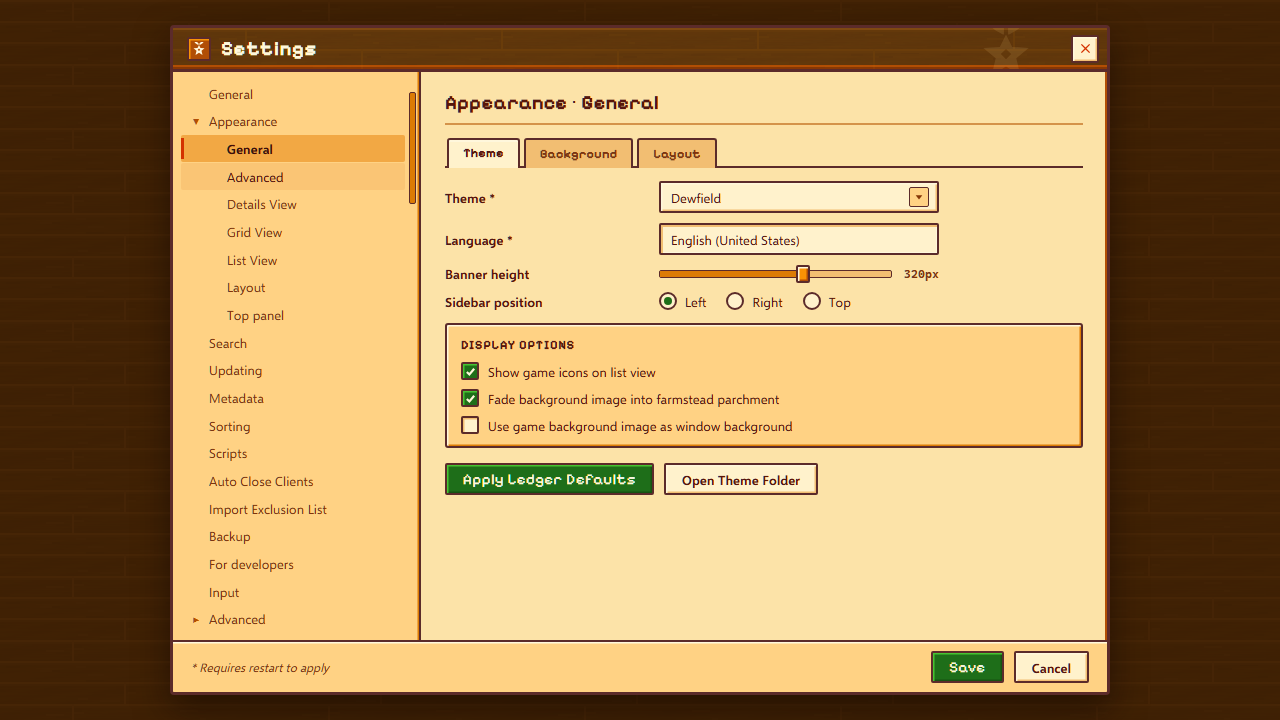 Settings
General
Appearance
General
Advanced
Details View
Grid View
List View
Layout
Top panel
Search
Updating
Metadata
Sorting
Scripts
Auto Close Clients
Import Exclusion List
Backup
For developers
Input
Advanced
Appearance · General
Theme Background Layout
Theme * Dewfield
Language * English (United States)
Banner height 320px
Sidebar position Left Right Top
DISPLAY OPTIONS
Show game icons on list view
Fade background image into farmstead parchment
Use game background image as window background
Apply Ledger Defaults Open Theme Folder
* Requires restart to apply Save Cancel